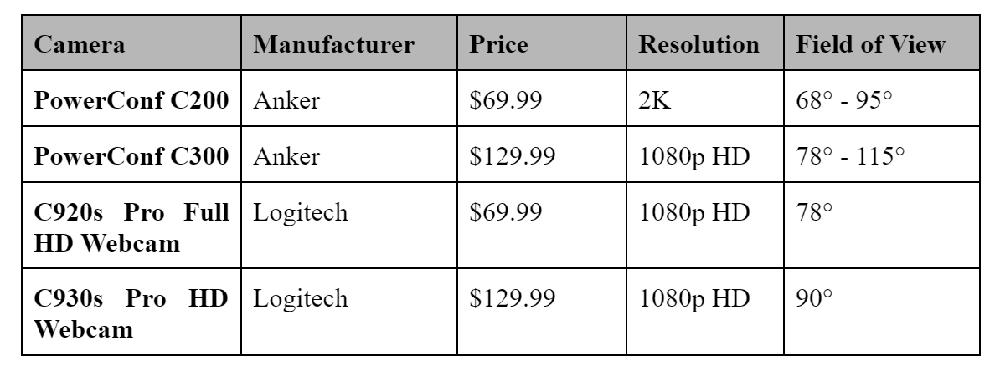 Camera Manufacturer Price Resolution Field of View
PowerConf C200 Anker $69.99 2K 68° - 95°
PowerConf C300 Anker $129.99 1080p HD 78° - 115°
C920s Pro Full Logitech $69.99 1080p HD 78°
HD Webcam
C930s Pro HD Logitech $129.99 1080p HD 90°
Webcam